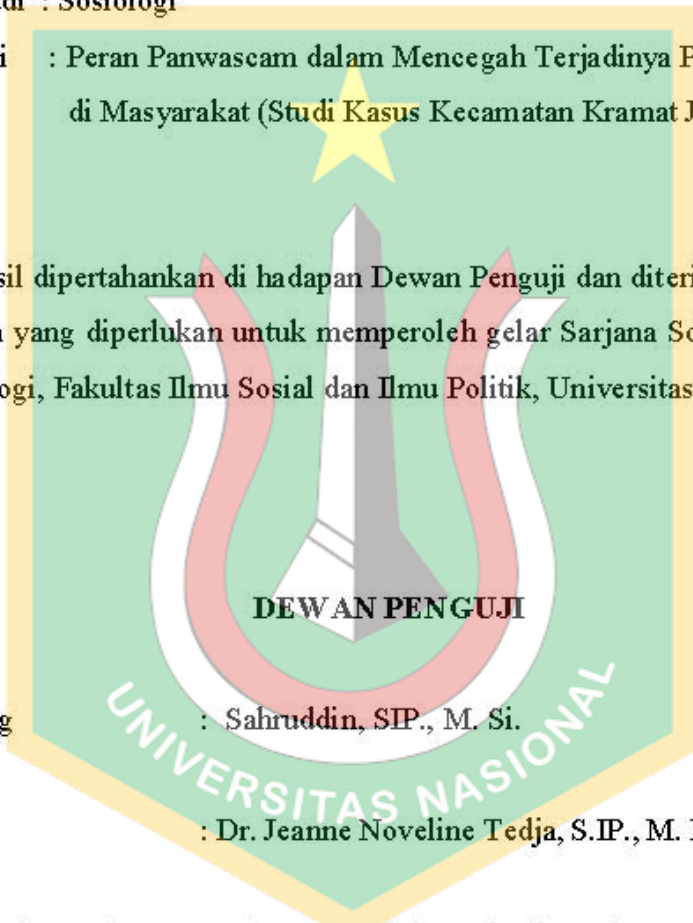 : Sosiologi
: Peran Panwascam dalam Mencegah Terjadinya
di Masyarakat (Studi Kasus Kecamatan Kramat
dipertahankan di hadapan Dewan Penguji dan
yang diperlukan untuk memperoleh gelar Sarjana
Fakultas Ilmu Sosial dan Ilmu Politik, Universitas
DEWAN PENGUJI
: Sahruddin, SIP., M. Si.
: Dr. Jeanne Noveline Tedja, S.IP., M.
UNIVERSITAS NASIONAL